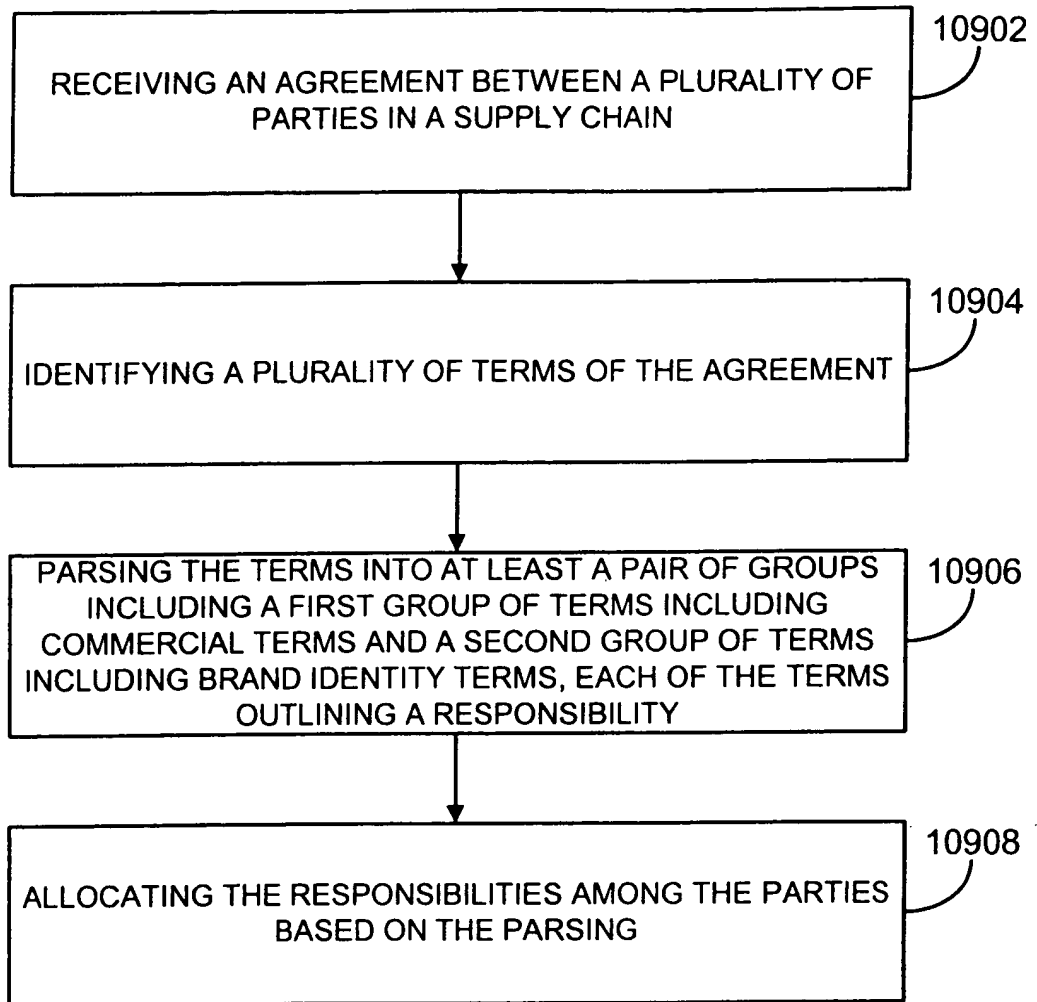 10902
RECEIVING AN AGREEMENT BETWEEN A PLURALITY OF
PARTIES IN A SUPPLY CHAIN
10904
IDENTIFYING A PLURALITY OF TERMS OF THE AGREEMENT
10906
PARSING THE TERMS INTO AT LEAST A PAIR OF GROUPS
INCLUDING A FIRST GROUP OF TERMS INCLUDING
COMMERCIAL TERMS AND A SECOND GROUP OF TERMS
INCLUDING BRAND IDENTITY TERMS, EACH OF THE TERMS
OUTLINING A RESPONSIBILITY
10908
ALLOCATING THE RESPONSIBILITIES AMONG THE PARTIES
BASED ON THE PARSING